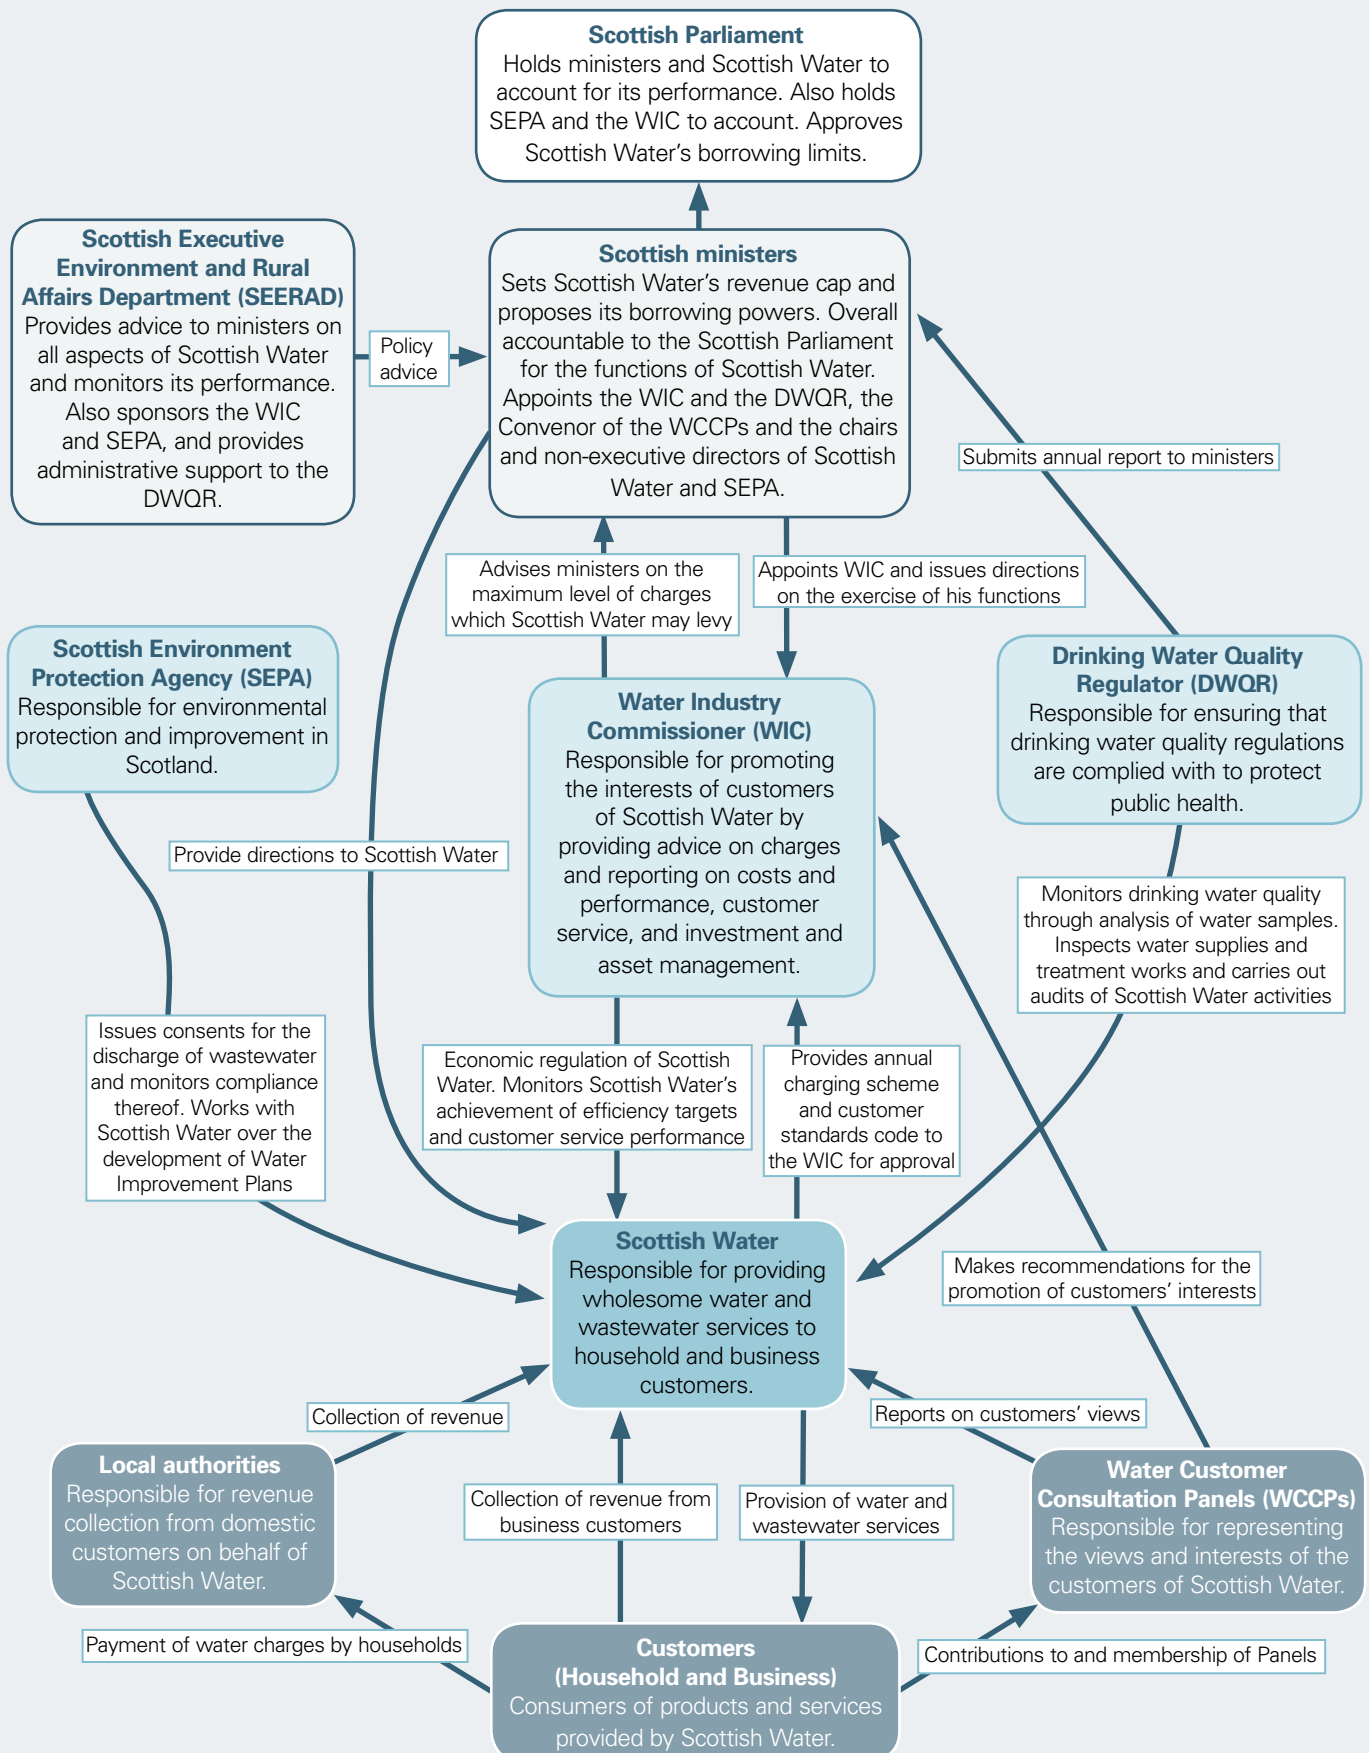 Scottish Parliament
Holds ministers and Scottish Water to
account for its performance. Also holds
SEPA and the WIC to account. Approves
Scottish Water's borrowing limits.
Scottish Executive
Environment and Rural
Affairs Department (SEERAD)
Provides advice to ministers on
all aspects of Scottish Water
and monitors its performance.
Also sponsors the WIC
and SEPA, and provides
administrative support to the
DWQR.
Policy
advice
Scottish ministers
Sets Scottish Water's revenue cap and
proposes its borrowing powers. Overall
accountable to the Scottish Parliament
for the functions of Scottish Water.
Appoints the WIC and the DWQR, the
Convenor of the WCCPs and the chairs
and non-executive directors of Scottish
Water and SEPA.
Submits annual report to ministers
Advises ministers on the
maximum level of charges
which Scottish Water may levy
Appoints WIC and issues directions
on the exercise of his functions
Scottish Environment
Protection Agency (SEPA)
Responsible for environmental
protection and improvement in
Scotland.
Water Industry
Commissioner (WIC)
Responsible for promoting
the interests of customers
of Scottish Water by
providing advice on charges
and reporting on costs and
performance, customer
service, and investment and
asset management.
Drinking Water Quality
Regulator (DWQR)
Responsible for ensuring that
drinking water quality regulations
are complied with to protect
public health.
Provide directions to Scottish Water
Monitors drinking water quality
through analysis of water samples.
Inspects water supplies and
treatment works and carries out
audits of Scottish Water activities
Issues consents for the
discharge of wastewater
and monitors compliance
thereof. Works with
Scottish Water over the
development of Water
Improvement Plans
Economic regulation of Scottish
Water. Monitors Scottish Water's
achievement of efficiency targets
and customer service performance
Provides annual
charging scheme
and customer
standards code to
the WIC for approval
Scottish Water
Responsible for providing
wholesome water and
wastewater services to
household and business
customers.
Makes recommendations for the
promotion of customers' interests
Collection of revenue
Reports on customers' views
Local authorities
Responsible for revenue
collection from domestic
customers on behalf of
Scottish Water.
Collection of revenue from
business customers
Provision of water and
wastewater services
Water Customer
Consultation Panels (WCCPs)
Responsible for representing
the views and interests of the
customers of Scottish Water.
Payment of water charges by households
Customers
(Household and Business)
Consumers of products and services
provided by Scottish Water.
Contributions to and membership of Panels